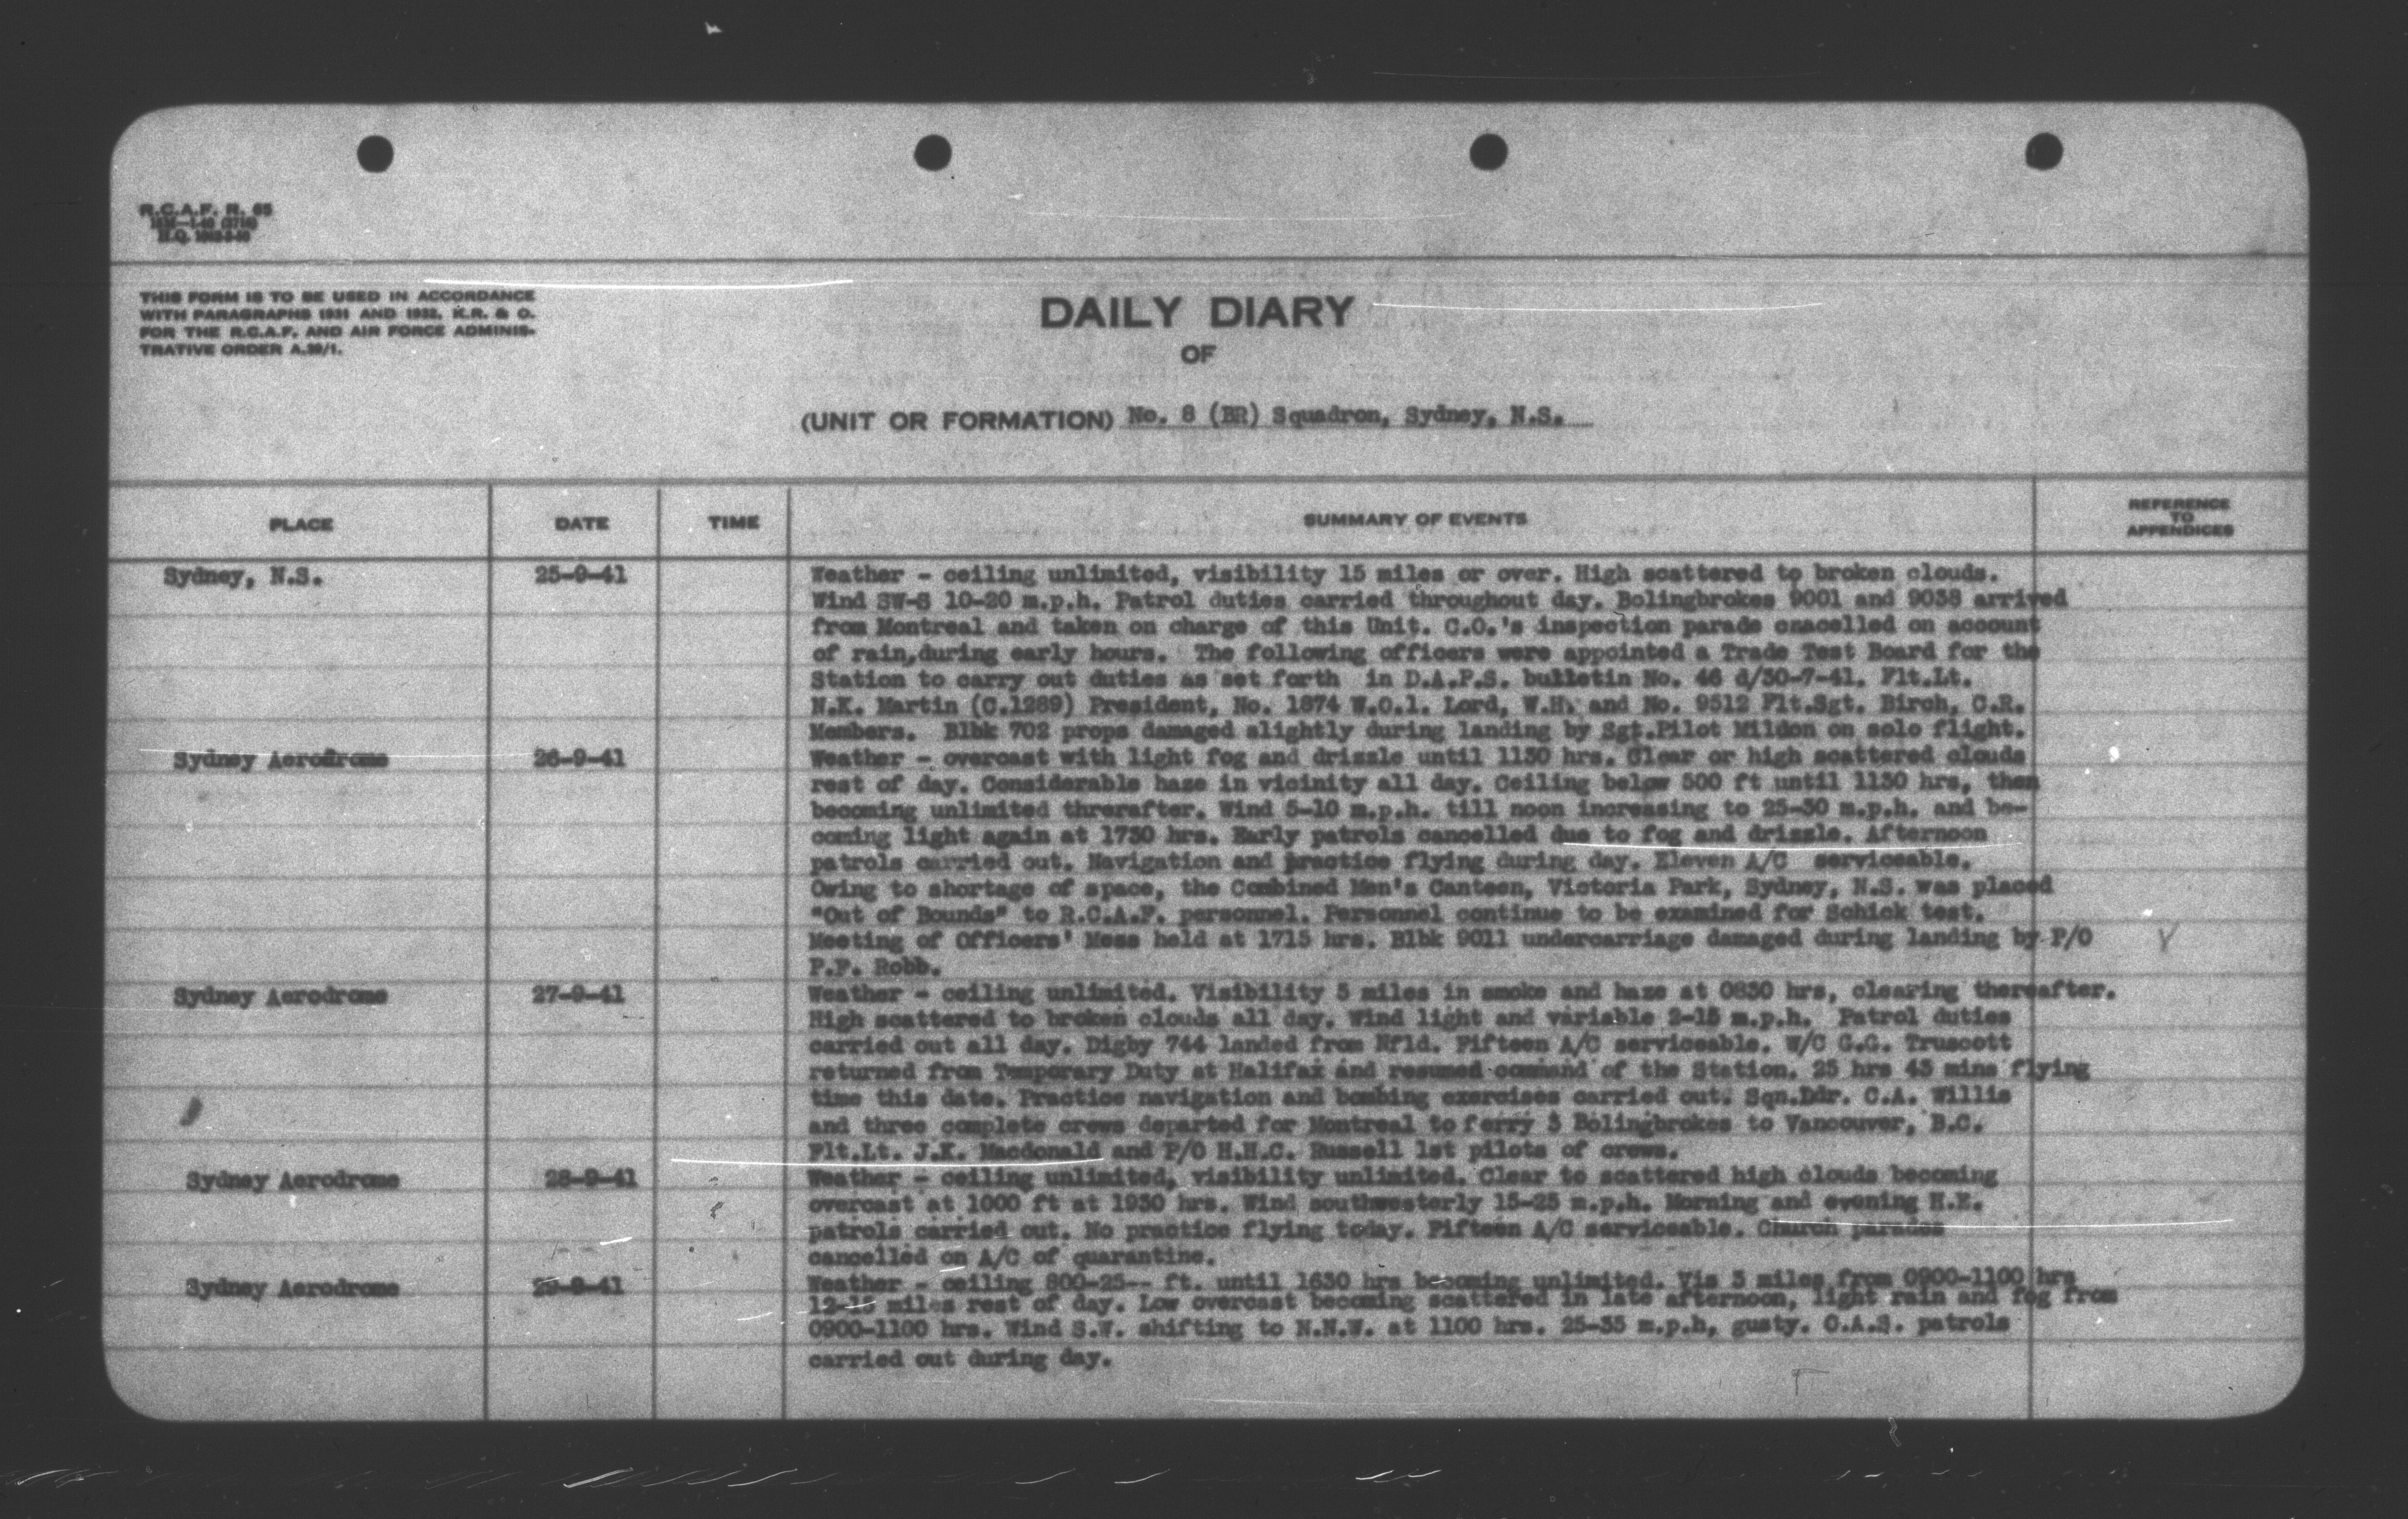 R.C.A.F. R. 65
THIS FORM IS TO BE USED IN ACCORDANCE
WITH PARAGRAPHS 1931 AND 1932, K.R. & O.
FOR THE R.C.A.F. AND AIR FORCE ADMINIS-
TRATIVE ORDER A.39/1.
DAILY DIARY
OF
(UNIT OR FORMATION) No. 8 (BR) Squadron, Sydney, N.S.
PLACE DATE TIME SUMMARY OF EVENTS REFERENCE
TO
APPENDICES
Sydney, N.S. 25-9-41 Weather - ceiling unlimited, visibility 15 miles or over. High scattered to broken clouds.
Wind SW-S 10-20 m.p.h. Patrol duties carried throughout day. Bolingbrokes 9001 and 9038 arrived
from Montreal and taken on charge of this Unit. C.O.'s inspection parade cnacelled on account
of rain,during early hours. The following officers were appointed a Trade Test Board for the
Station to carry out duties as set forth in D.A.P.S. bulletin No. 46 d/30-7-41. Flt.Lt.
N.K. Martin (C.1289) President, No. 1874 W.O.1. Lord, W.H. and No. 9512 Flt.Sgt. Birch, C.R.
Members. Blbk 702 props damaged slightly during landing by Sgt.Pilot Mildon on solo flight.
Sydney Aerodrome 26-9-41 Weather - overcast with light fog and drizzle until 1130 hrs. Clear or high scattered clouds
rest of day. Considerable haze in vicinity all day. Ceiling below 500 ft until 1130 hrs, then
becoming unlimited threrafter. Wind 5-10 m.p.h. till noon increasing to 25-30 m.p.h. and be-
coming light again at 1730 hrs. Early patrols cancelled due to fog and drizzle. Afternoon
patrols carried out. Navigation and practice flying during day. Eleven A/C serviceable.
Owing to shortage of space, the Combined Men's Canteen, Victoria Park, Sydney, N.S. was placed
"Out of Bounds" to R.C.A.F. personnel. Personnel continue to be examined for Schick test.
Meeting of Officers' Mess held at 1715 hrs. Blbk 9011 undercarriage damaged during landing by P/O
P.F. Robb.
Sydney Aerodrome 27-9-41 Weather - ceiling unlimited. Visibility 5 miles in smoke and haze at 0830 hrs, clearing thereafter.
High scattered to broken clouds all day. Wind light and variable 2-15 m.p.h. Patrol duties
carried out all day. Digby 744 landed from Nfld. Fifteen A/C serviceable. W/C G.G. Truscott
returned from Temporary Duty at Halifax and resumed command of the Station. 25 hrs 45 mins flying
time this date. Practice navigation and bombing exercises carried out. Sqn.Ldr. C.A. Willis
and three complete crews departed for Montreal to ferry 3 Bolingbrokes to Vancouver, B.C.
Flt.Lt. J.K. Macdonald and P/O H.H.C. Russell 1st pilots of crews.
Sydney Aerodrome 28-9-41 Weather - ceiling unlimited, visibility unlimited. Clear to scattered high clouds becoming
overcast at 1000 ft at 1930 hrs. Wind southwesterly 15-25 m.p.h. Morning and evening H.E.
patrols carried out. No practice flying today. Fifteen A/C serviceable. Church parades
cancelled on A/C of quarantine.
Sydney Aerodrome 29-9-41 Weather - ceiling 800-25-- ft. until 1630 hrs becoming unlimited. Vis 3 miles from 0900-1100 hrs
12-15 miles rest of day. Low overcast becoming scattered in late afternoon, light rain and fog from
0900-1100 hrs. Wind S.W. shifting to N.N.W. at 1100 hrs. 25-35 m.p.h, gusty. O.A.S. patrols
carried out during day.